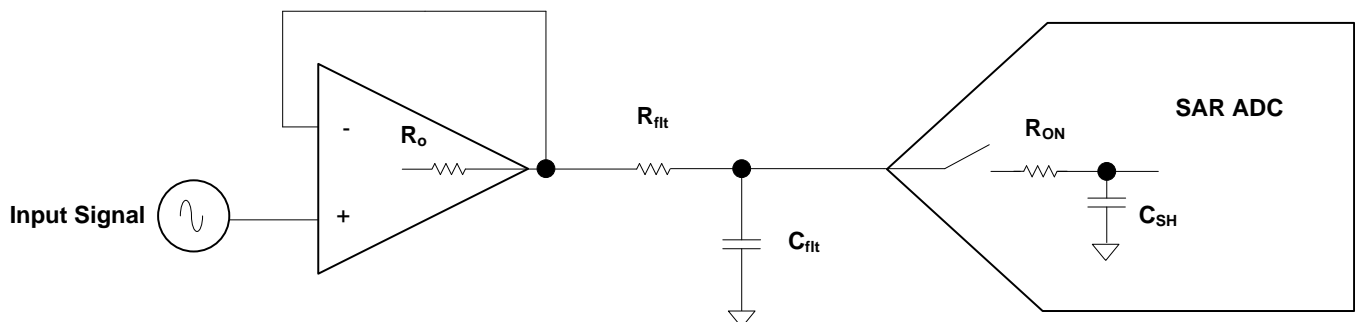 Input Signal
-
+
Ro
Rflt
Cflt
RON
CSH
SAR ADC